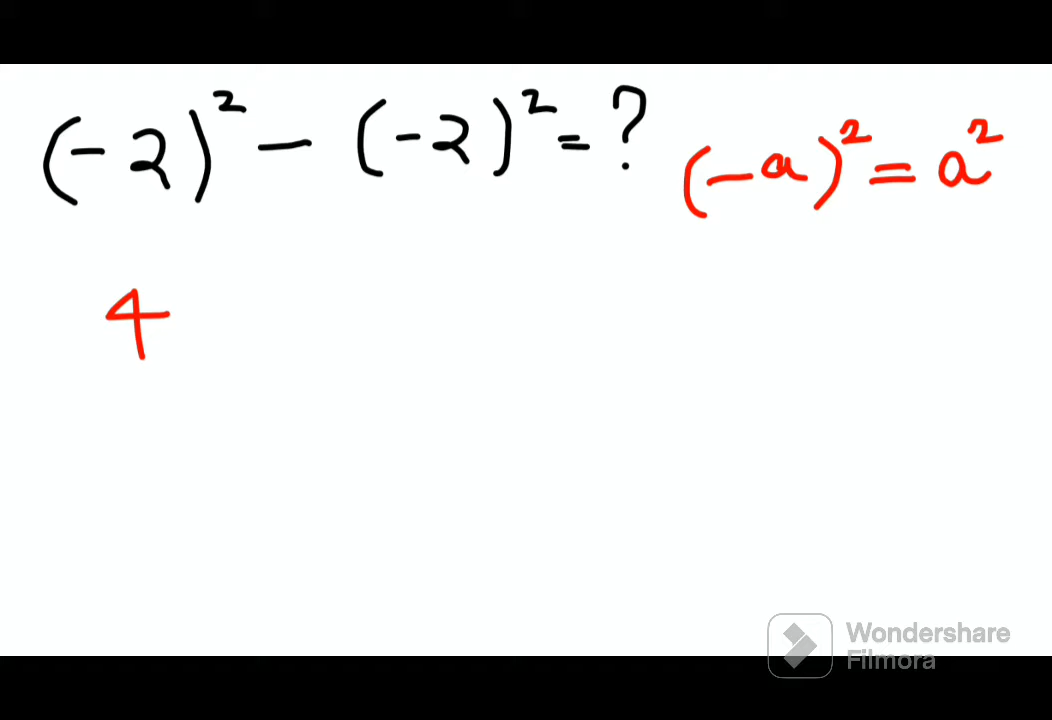 (-2)² - (-2)² = ?
(-a)² = a²
4
Wondershare
Filmora